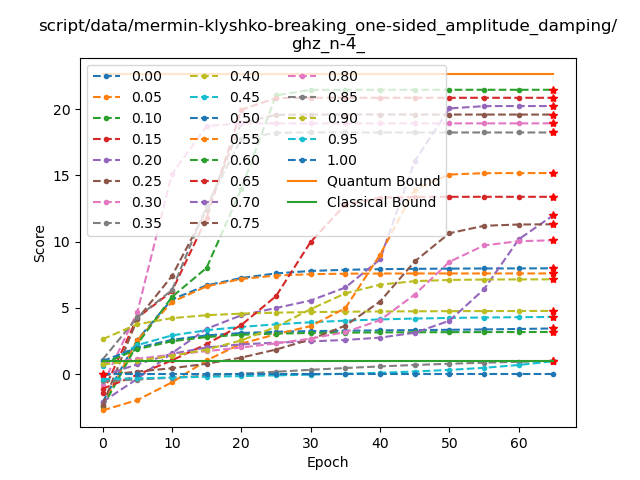 script/data/mermin-klyshko-breaking_one-sided_amplitude_damping/
ghz_n-4_
0.00 0.40 0.80
0.05 0.45 0.85
0.10 0.50 0.90
0.15 0.55 0.95
0.20 0.60 1.00
0.25 0.65 Quantum Bound
0.30 0.70 Classical Bound
0.35 0.75
Score
20
15
10
5
0
0 10 20 30 40 50 60
Epoch